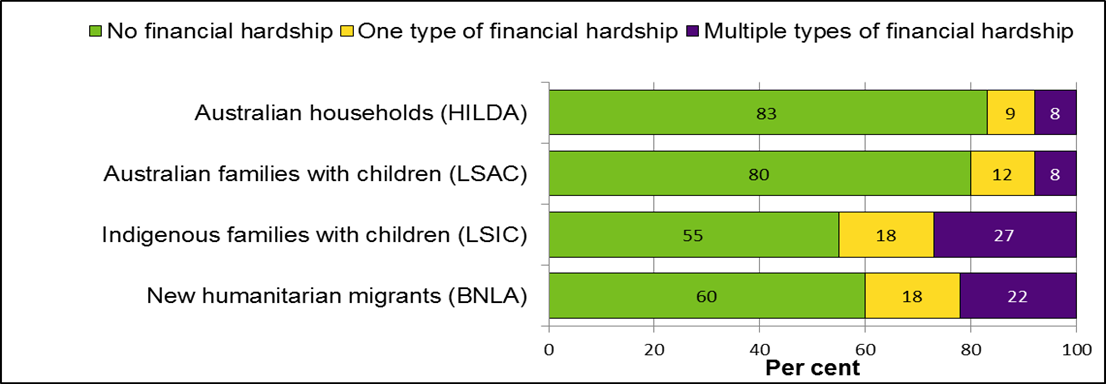 No financial hardship One type of financial hardship Multiple types of financial hardship
Australian households (HILDA) 83 9 8
Australian families with children (LSAC) 80 12 8
Indigenous families with children (LSIC) 55 18 27
New humanitarian migrants (BNLA) 60 18 22
0 20 40 60 80 100
Per cent